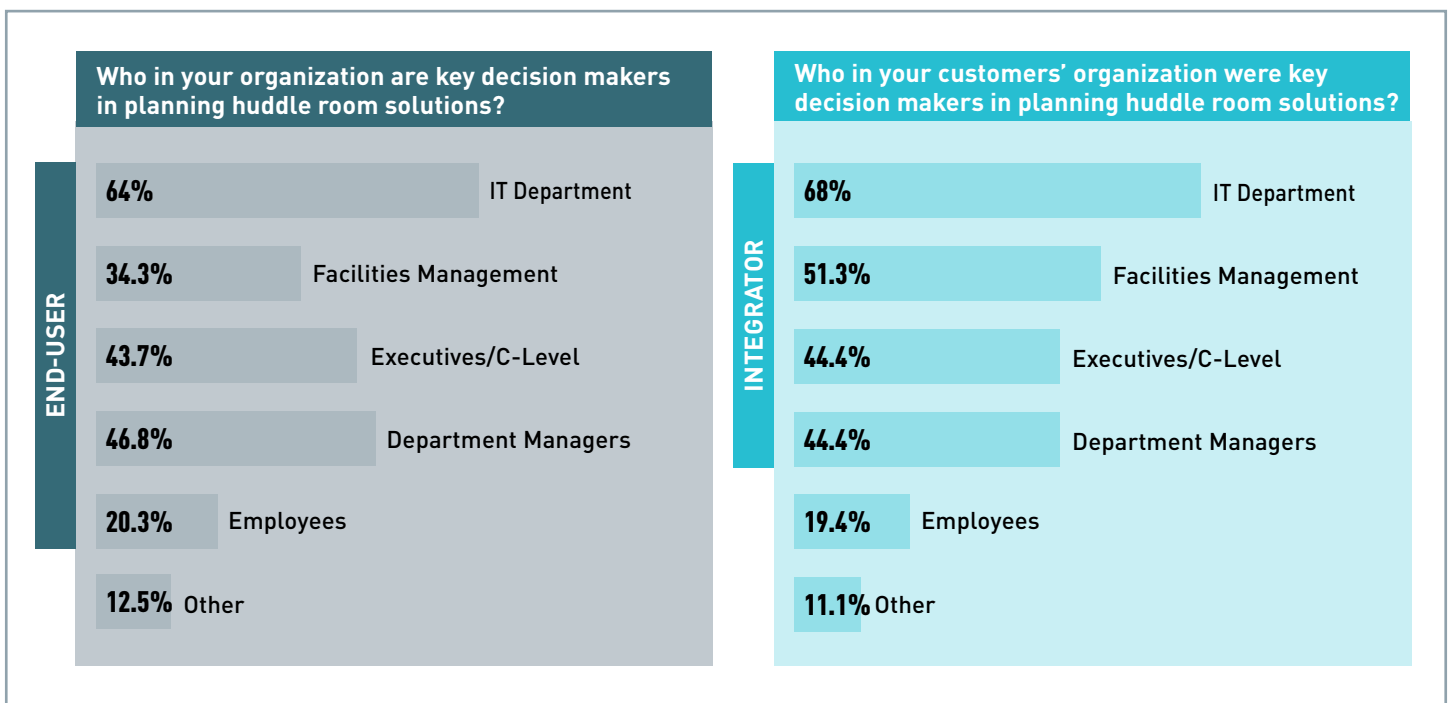 Who in your organization are key decision makers
in planning huddle room solutions?
END-USER
64% IT Department
34.3% Facilities Management
43.7% Executives/C-Level
46.8% Department Managers
20.3% Employees
12.5% Other
Who in your customers’ organization were key
decision makers in planning huddle room solutions?
INTEGRATOR
68% IT Department
51.3% Facilities Management
44.4% Executives/C-Level
44.4% Department Managers
19.4% Employees
11.1% Other